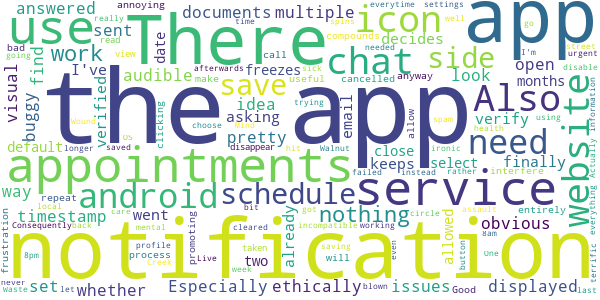 answered documents multiple icon app
annoying
really sent
use There decides
settings everytime
work compounds
needed call read view
time
cancelled
I'm go
urgent
street
disable
bad going
I've date audible freezes
chat side
visual buggy find
verified idea save look open months
useful make sick trying
clicking asking pretty
the app
Also website
default longer OS
saved disappear
email close keeps
choose hit spam
Walnut ironic
verify finally select
using health
allow
need
information Actually
appointments
way repeat android schedule nothing service
failed instead rather
incompatible working
obvious entirely
interfere
terrific
everything
timestamp went already allowed
Consequently back
local
frustration
bit cleared
care mental
profile process
promoting
got
saving
circle
even
notification
8pm
never
Waste
set let whether
Creek
Live
two
taken
week
Especially ethically
will
blown
issues displayed
assault
button
8am
Good
One
last